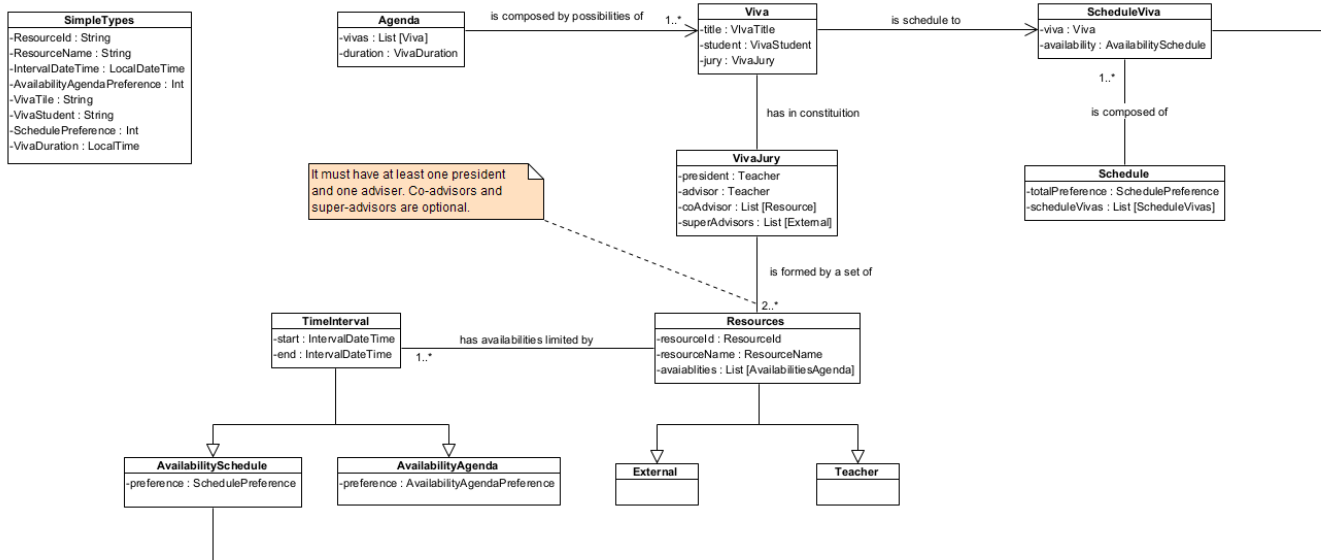 SimpleTypes
-ResourceId : String
-ResourceName : String
-IntervalDateTime : LocalDateTime
-AvailabilityAgendaPreference : Int
-VivaTile : String
-VivaStudent : String
-SchedulePreference : Int
-VivaDuration : LocalTime
Agenda
-vivas : List [Viva]
-duration : VivaDuration
is composed by possibilities of
1..*
Viva
-title : VIvaTitle
-student : VivaStudent
-jury : VivaJury
is schedule to
ScheduleViva
-viva : Viva
-availability : AvailabilitySchedule
1..*
is composed of
has in constituition
Schedule
-totalPreference : SchedulePreference
-scheduleVivas : List [ScheduleVivas]
VivaJury
-president : Teacher
-advisor : Teacher
-coAdvisor : List [Resource]
-superAdvisors : List [External]
It must have at least one president
and one adviser. Co-advisors and
super-advisors are optional.
is formed by a set of
2..*
TimeInterval
-start : IntervalDateTime
-end : IntervalDateTime
has availabilities limited by
1..*
Resources
-resourceId : ResourceId
-resourceName : ResourceName
-avaiablities : List [AvailabilitiesAgenda]
AvailabilitySchedule
-preference : SchedulePreference
AvailabilityAgenda
-preference : AvailabilityAgendaPreference
External
Teacher